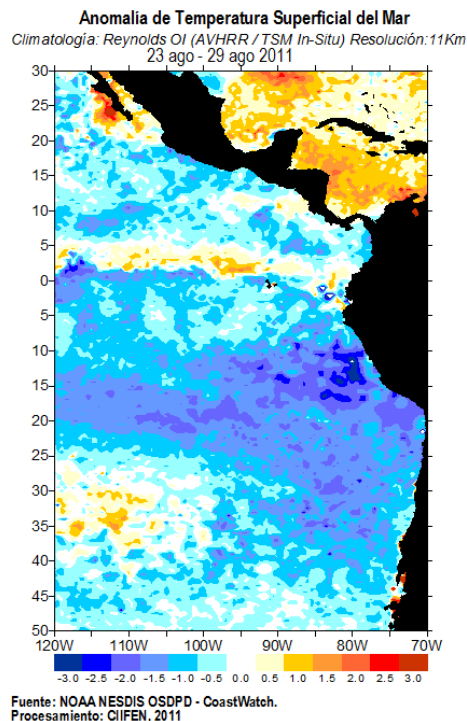 Anomalía de Temperatura Superficial del Mar
Climatología: Reynolds OI (AVHRR / TSM In-Situ) Resolución:11Km
23 ago - 29 ago 2011
30
25
20
15
10
5
0
5
10
15
20
25
30
35
40
45
50
120W 110W 100W 90W 80W 70W
-3.0 -2.5 -2.0 -1.5 -1.0 -0.5 0.0 0.5 1.0 1.5 2.0 2.5 3.0
Fuente: NOAA NESDIS OSDPD - CoastWatch.
Procesamiento: CIIFEN, 2011